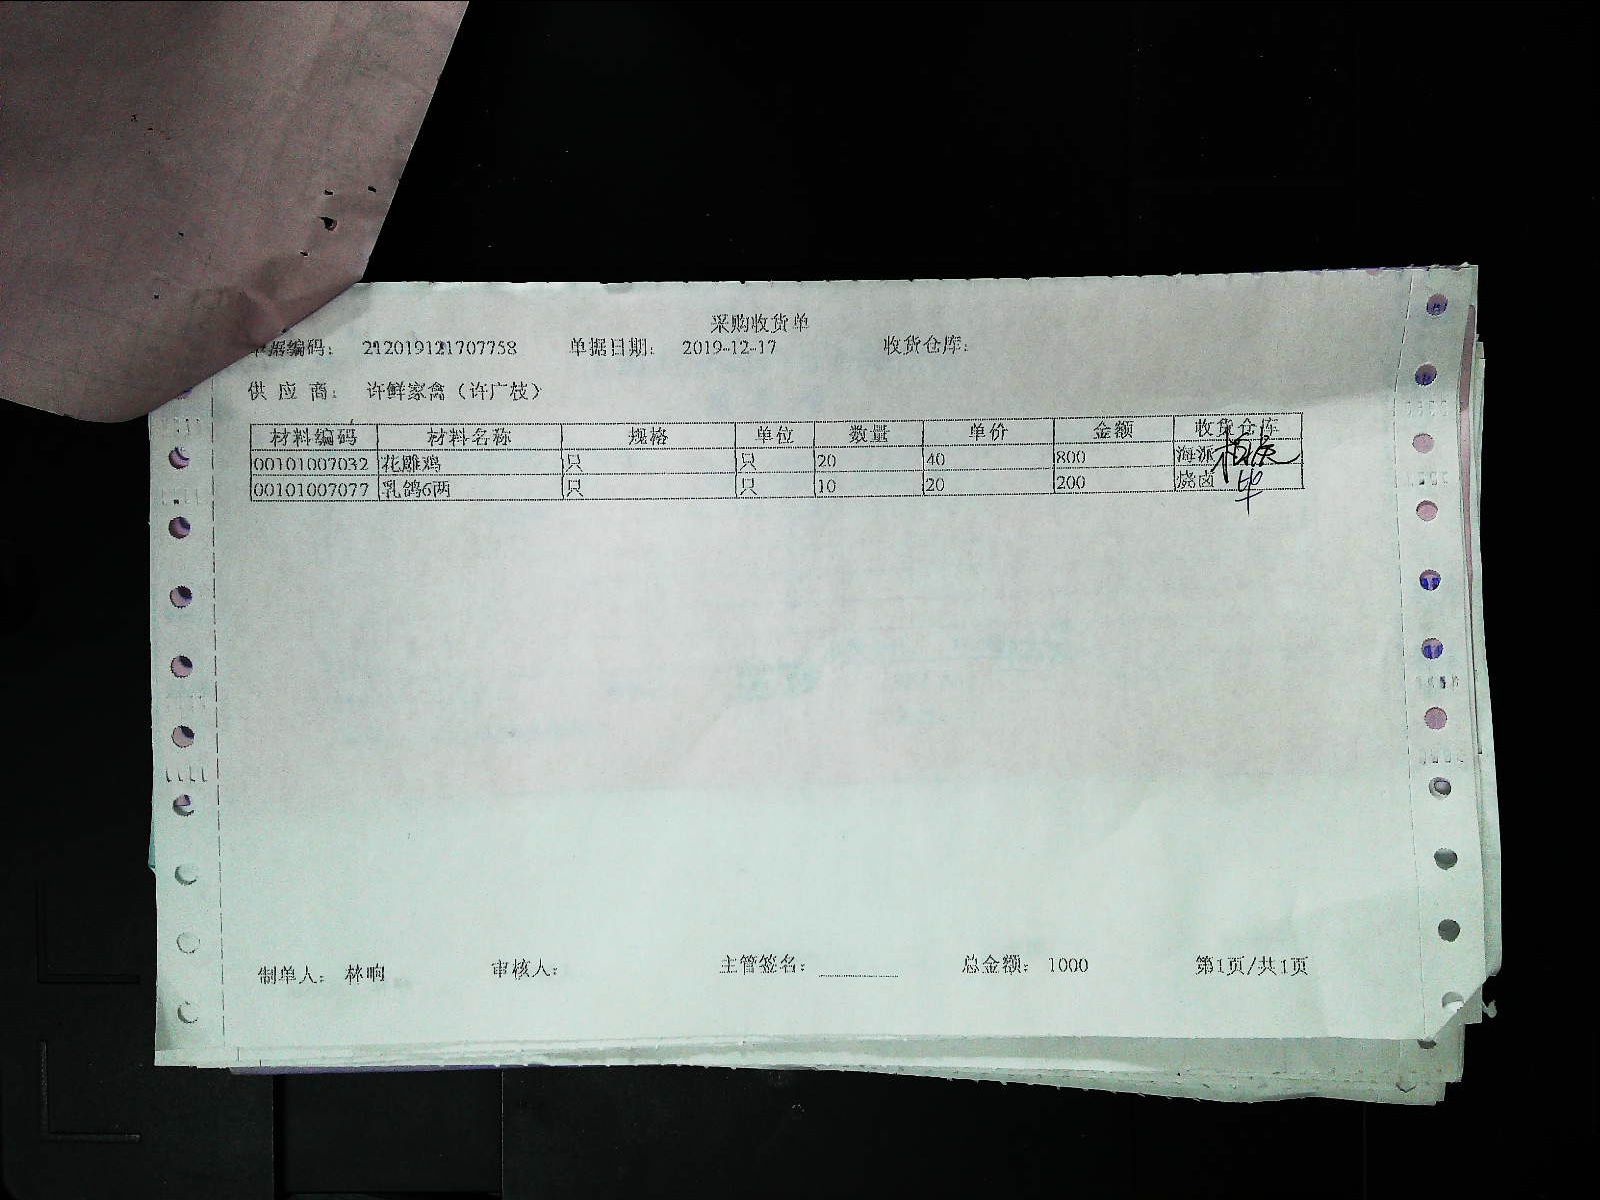 采购收货单
单据编码： 212019121707758 单据日期： 2019-12-17 收货仓库：
供 应 商： 许鲜家禽（许广枝）
材料编码 材料名称 规格 单位 数量 单价 金额 收货仓库
00101007032 花雕鸡 只 只 20 40 800 海派
00101007077 乳鸽6两 只 只 10 20 200 烧卤
制单人： 林响 审核人： 主管签名： 总金额： 1000 第1页/共1页